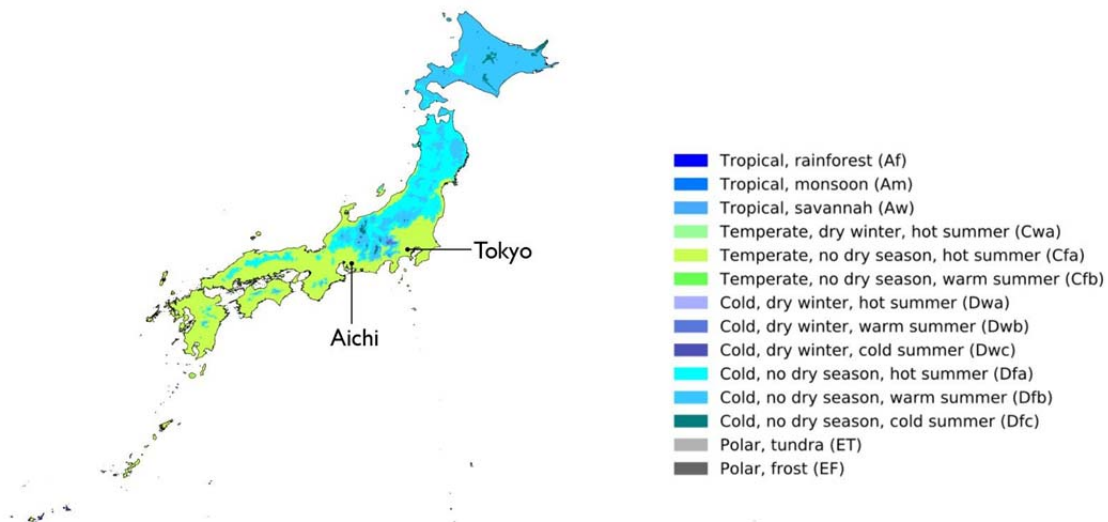 Tokyo
Aichi
Tropical, rainforest (Af)
Tropical, monsoon (Am)
Tropical, savannah (Aw)
Temperate, dry winter, hot summer (Cwa)
Temperate, no dry season, hot summer (Cfa)
Temperate, no dry season, warm summer (Cfb)
Cold, dry winter, hot summer (Dwa)
Cold, dry winter, warm summer (Dwb)
Cold, dry winter, cold summer (Dwc)
Cold, no dry season, hot summer (Dfa)
Cold, no dry season, warm summer (Dfb)
Cold, no dry season, cold summer (Dfc)
Polar, tundra (ET)
Polar, frost (EF)